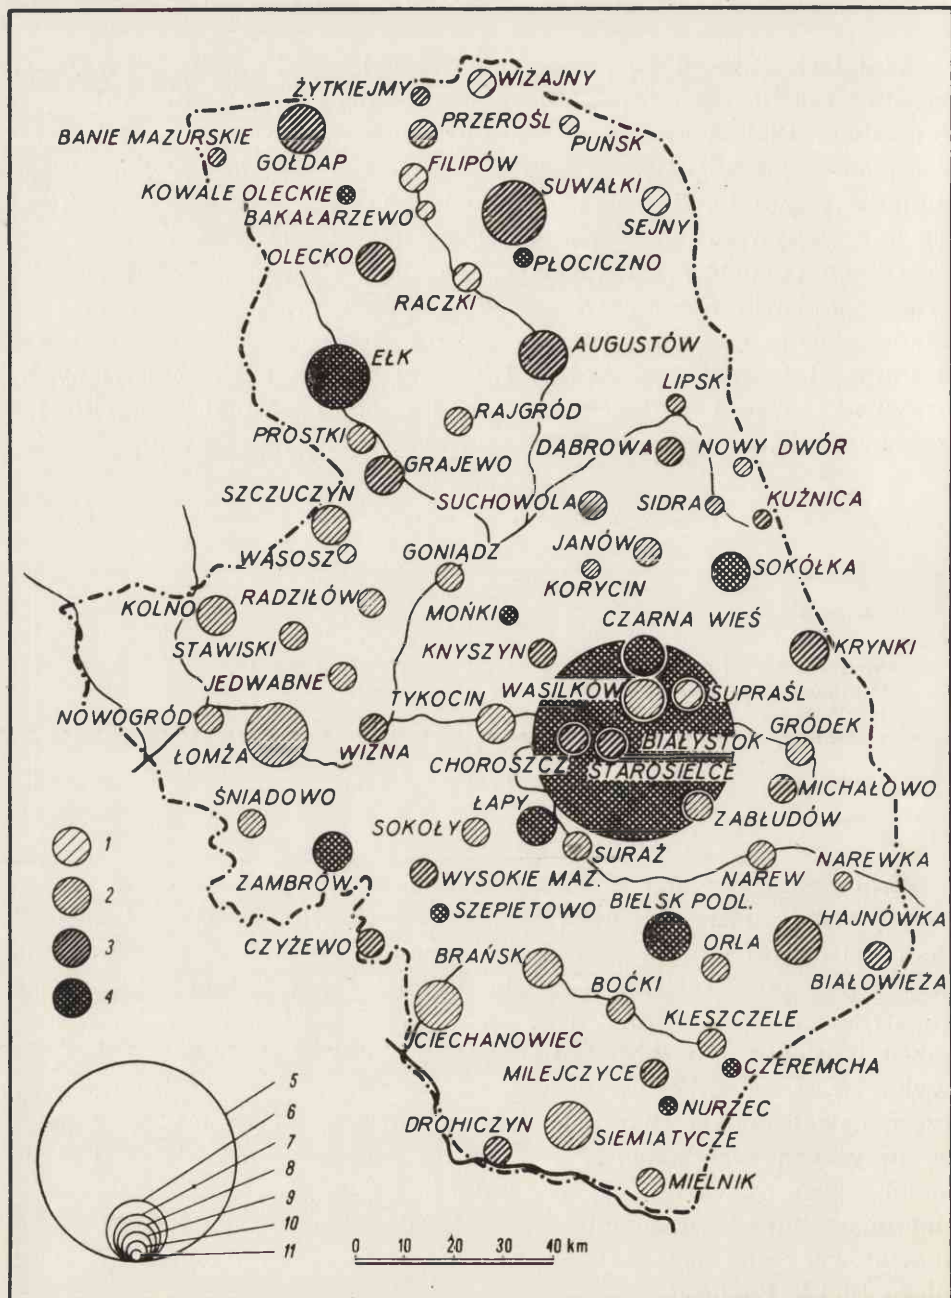 ŻYTKIEJMY
WIŻAJNY
PRZEROŚL
PUŃSK
BANIE MAZURSKIE
GOŁDAP
FILIPÓW
KOWALE OLECKIE
SUWAŁKI
BAKAŁARZEWO
SEJNY
OLECKO
PŁOCICZNO
RACZKI
EŁK
AUGUSTÓW
LIPSK
RAJGRÓD
PROSTKI
DĄBROWA
NOWY DWÓR
GRAJEWO
SZCZUCZYN
SUCHOWOLA
SIDRA
KUŹNICA
WĄSOSZ
GONIĄDZ
JANÓW
KORYCIN
SOKÓŁKA
KOLNO
RADZIŁÓW
MOŃKI
CZARNA WIEŚ
STAWISKI
KNYSZYN
KRYNKI
JEDWABNE
TYKOCIN
WASILKÓW
SUPRAŚL
NOWOGRÓD
ŁOMŻA
WIZNA
CHOROSZCZ
BIAŁYSTOK
GRÓDEK
STAROSIELCE
MICHAŁOWO
ŚNIADOWO
ŁAPY
SOKOŁY
ZABŁUDÓW
1
SURAŻ
NAREW
NAREWKA
2
ZAMBRÓW
WYSOKIE MAZ.
3
CZYŻEWO
SZEPIETOWO
BIELSK PODL.
HAJNÓWKA
4
BRAŃSK
ORLA
BIAŁOWIEŻA
BOĆKI
CIECHANOWIEC
KLESZCZELE
MILEJCZYCE
CZEREMCHA
NURZEC
DROHICZYN
SIEMIATYCZE
MIELNIK
5
6
7
8
9
10
11
0 10 20 30 40 km